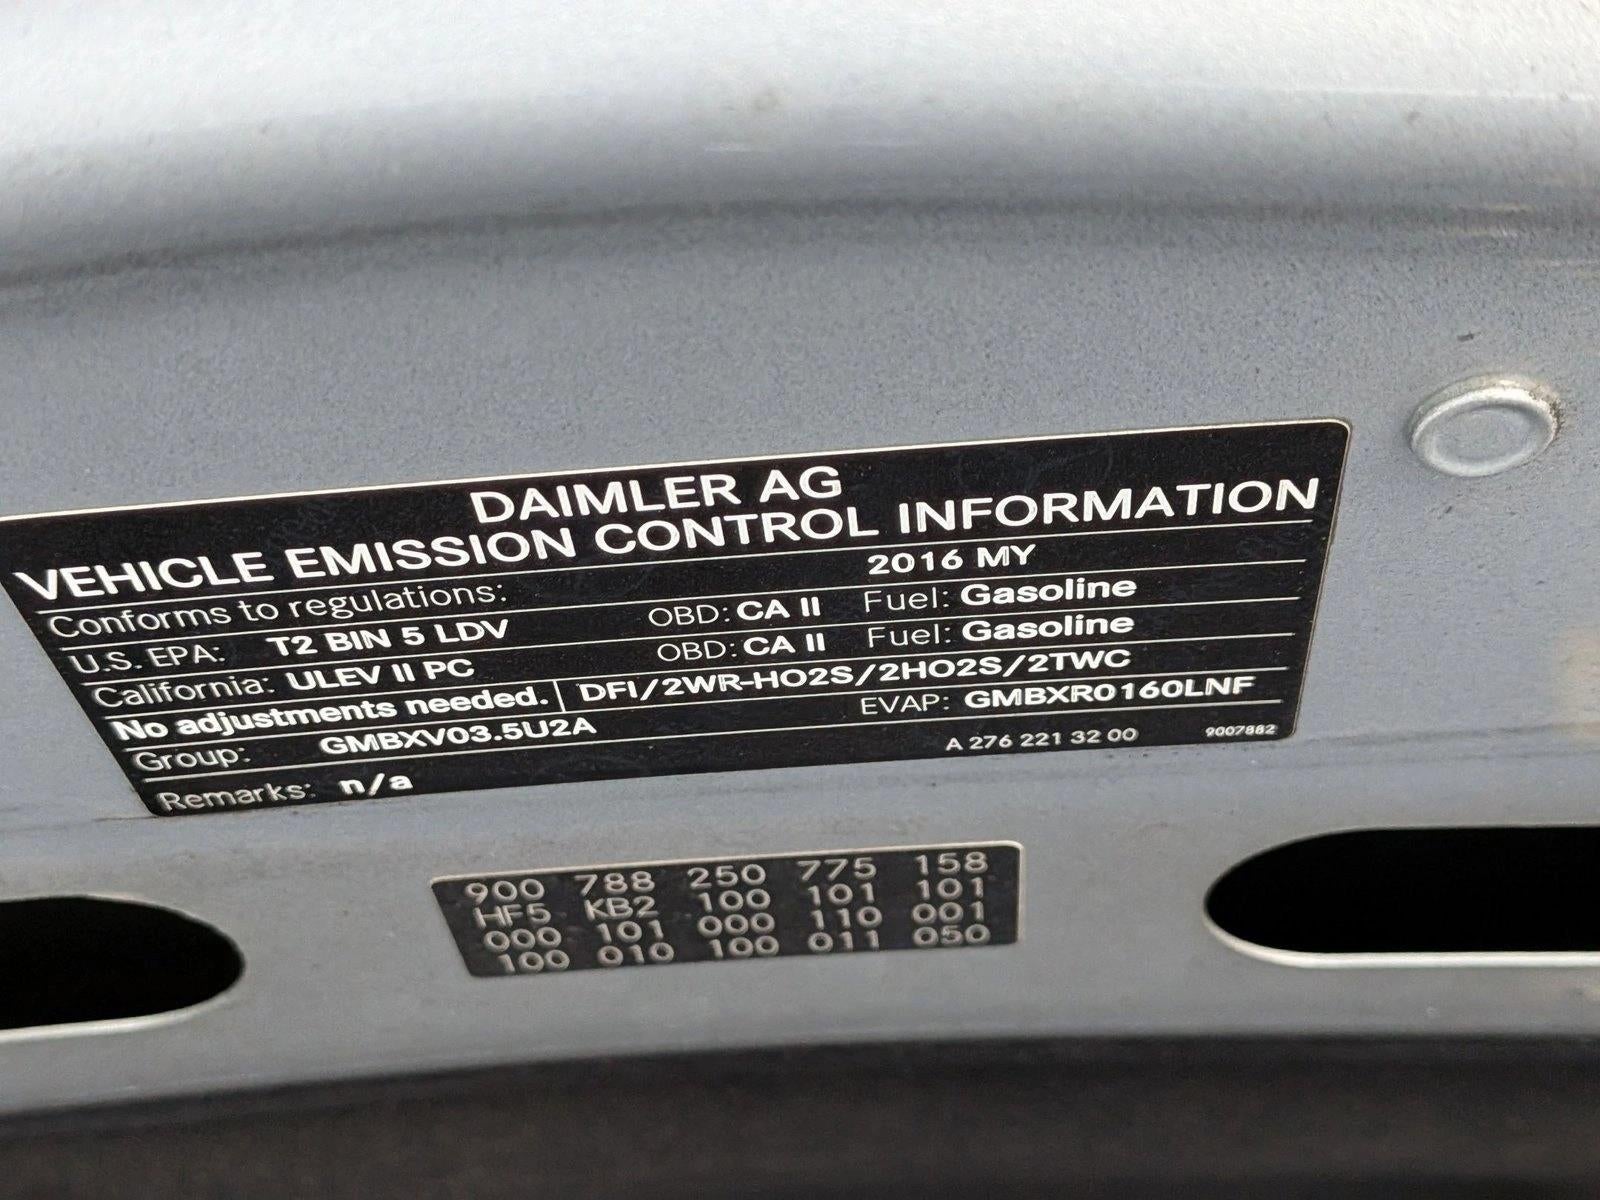 DAIMLER AG
VEHICLE EMISSION CONTROL INFORMATION
Conforms to regulations: 2016 MY
U.S. EPA: T2 BIN 5 LDV OBD: CA II Fuel: Gasoline
California: ULEV II PC OBD: CA II Fuel: Gasoline
No adjustments needed. DFI/2WR-HO2S/2HO2S/2TWC
Group: GMBXV03.5U2A EVAP: GMBXR0160LNF
Remarks: n/a A 276 221 32 00 9007882
900 788 250 775 158
HF5 KB2 100 101 101
000 101 000 110 001
100 010 100 011 050